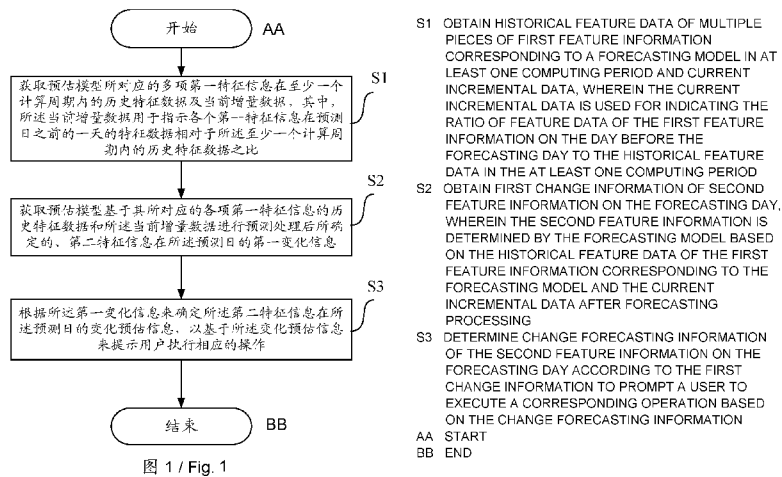 开始
AA
S1
获取预估模型所对应的多项第一特征信息在至少一个
计算周期内的历史特征数据及当前增量数据，其中，
所述当前增量数据用于指示各个第一特征信息在预测
日之前的一天的特征数据相对于所述至少一个计算周
期内的历史特征数据之比
S2
获取预估模型基于其所对应的各项第一特征信息的历
史特征数据和所述当前增量数据进行预测处理后所确
定的、第二特征信息在所述预测日的第一变化信息
S3
根据所述第一变化信息来确定所述第二特征信息在所
述预测日的变化预估信息，以基于所述变化预估信息
来提示用户执行相应的操作
结束
BB
图 1 / Fig. 1
S1 OBTAIN HISTORICAL FEATURE DATA OF MULTIPLE
PIECES OF FIRST FEATURE INFORMATION
CORRESPONDING TO A FORECASTING MODEL IN AT
LEAST ONE COMPUTING PERIOD AND CURRENT
INCREMENTAL DATA, WHEREIN THE CURRENT
INCREMENTAL DATA IS USED FOR INDICATING THE
RATIO OF FEATURE DATA OF THE FIRST FEATURE
INFORMATION ON THE DAY BEFORE THE
FORECASTING DAY TO THE HISTORICAL FEATURE
DATA IN THE AT LEAST ONE COMPUTING PERIOD
S2 OBTAIN FIRST CHANGE INFORMATION OF SECOND
FEATURE INFORMATION ON THE FORECASTING DAY,
WHEREIN THE SECOND FEATURE INFORMATION IS
DETERMINED BY THE FORECASTING MODEL BASED
ON THE HISTORICAL FEATURE DATA OF THE FIRST
FEATURE INFORMATION CORRESPONDING TO THE
FORECASTING MODEL AND THE CURRENT
INCREMENTAL DATA AFTER FORECASTING
PROCESSING
S3 DETERMINE CHANGE FORECASTING INFORMATION
OF THE SECOND FEATURE INFORMATION ON THE
FORECASTING DAY ACCORDING TO THE FIRST
CHANGE INFORMATION TO PROMPT A USER TO
EXECUTE A CORRESPONDING OPERATION BASED
ON THE CHANGE FORECASTING INFORMATION
AA START
BB END